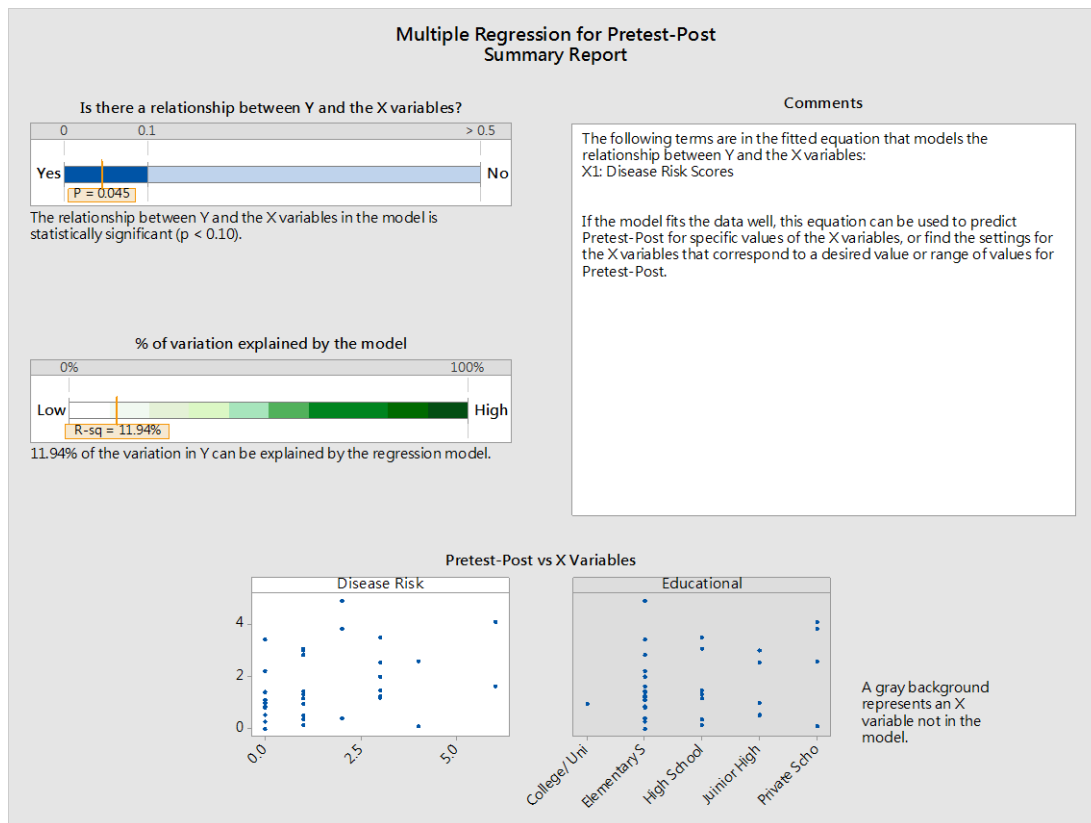 Multiple Regression for Pretest-Post
Summary Report
Is there a relationship between Y and the X variables?
0 0.1 > 0.5
Yes No
P = 0.045
The relationship between Y and the X variables in the model is
statistically significant (p < 0.10).
% of variation explained by the model
0% 100%
Low High
R-sq = 11.94%
11.94% of the variation in Y can be explained by the regression model.
Comments
The following terms are in the fitted equation that models the
relationship between Y and the X variables:
X1: Disease Risk Scores
If the model fits the data well, this equation can be used to predict
Pretest-Post for specific values of the X variables, or find the settings for
the X variables that correspond to a desired value or range of values for
Pretest-Post.
Pretest-Post vs X Variables
Disease Risk
4
2
0
0.0 2.5 5.0
Educational
College/ Uni
Elementary S
High School
Juinior High
Private Scho
A gray background
represents an X
variable not in the
model.